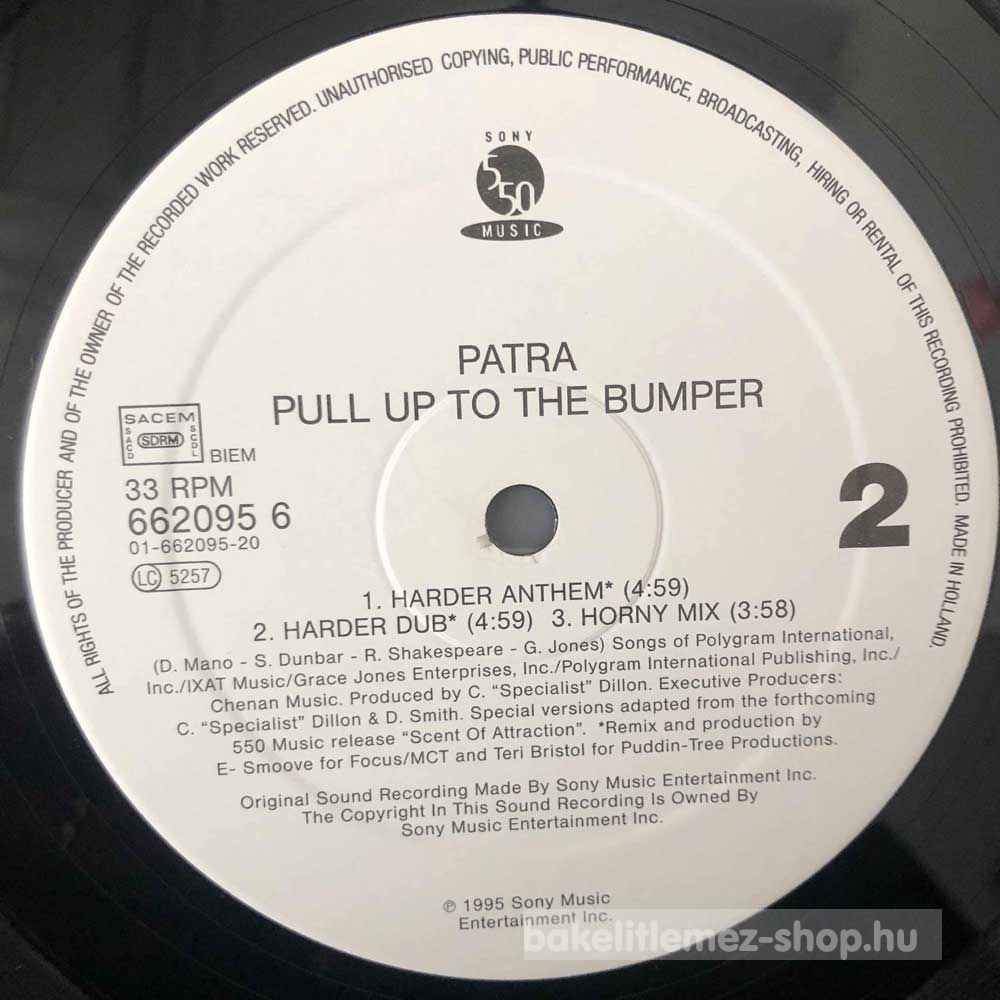 ALL RIGHTS OF THE PRODUCER AND OF THE OWNER OF THE RECORDED WORK RESERVED. UNAUTHORISED COPYING, PUBLIC PERFORMANCE, BROADCASTING, HIRING OR RENTAL OF THIS RECORDING PROHIBITED. MADE IN HOLLAND.
SONY
550
MUSIC
PATRA
PULL UP TO THE BUMPER
SACEM
SACD
SDRM
SCDL
BIEM
33 RPM
662095 6
01-662095-20
LC 5257
2
1. HARDER ANTHEM* (4:59)
2. HARDER DUB* (4:59) 3. HORNY MIX (3:58)
(D. Mano - S. Dunbar - R. Shakespeare - G. Jones) Songs of Polygram International,
Inc./IXAT Music/Grace Jones Enterprises, Inc./Polygram International Publishing, Inc./
Chenan Music. Produced by C. “Specialist” Dillon. Executive Producers:
C. “Specialist” Dillon & D. Smith. Special versions adapted from the forthcoming
550 Music release “Scent Of Attraction”. *Remix and production by
E- Smoove for Focus/MCT and Teri Bristol for Puddin-Tree Productions.
Original Sound Recording Made By Sony Music Entertainment Inc.
The Copyright In This Sound Recording Is Owned By
Sony Music Entertainment Inc.
℗ 1995 Sony Music
Entertainment Inc.
bakelitlemez-shop.hu